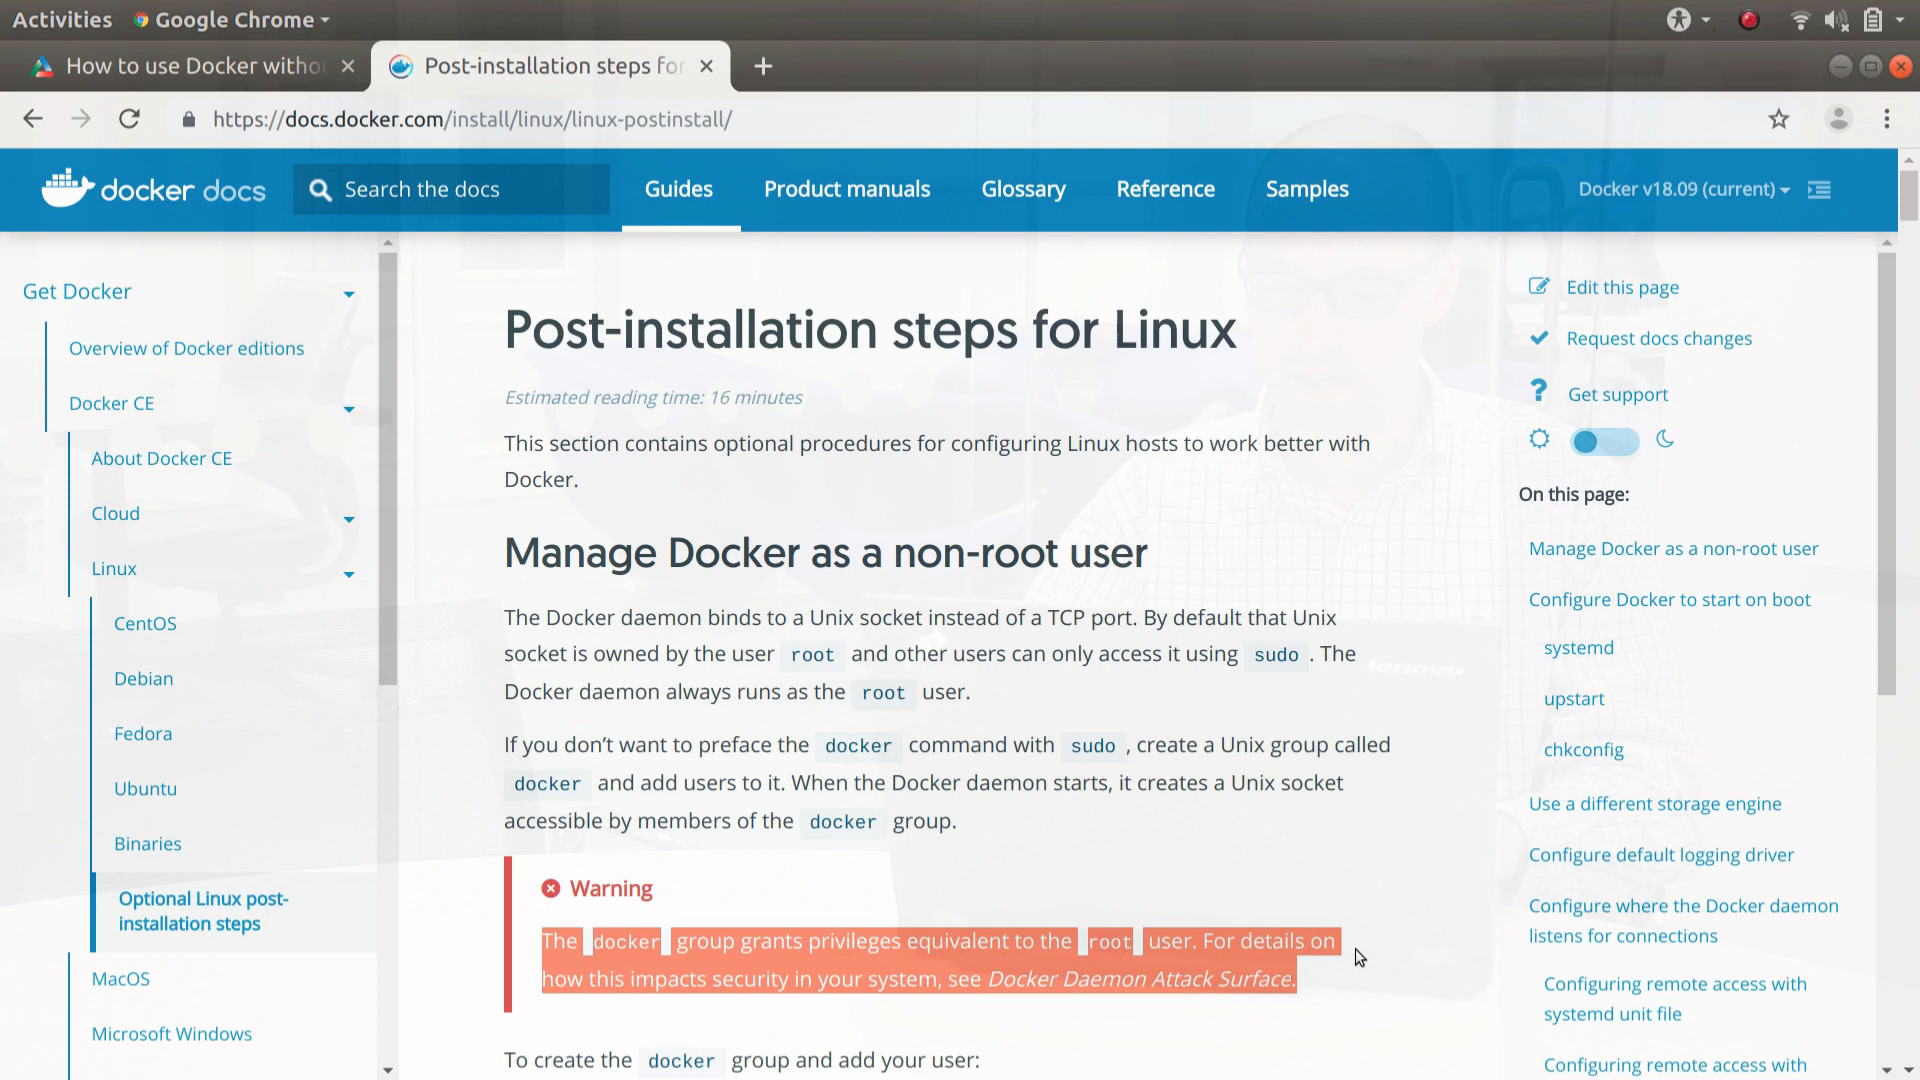 Activities Google Chrome
How to use Docker witho
Post-installation steps for
https://docs.docker.com/install/linux/linux-postinstall/
docker docs
Search the docs
Guides
Product manuals
Glossary
Reference
Samples
Docker v18.09 (current)
Get Docker
Overview of Docker editions
Docker CE
About Docker CE
Cloud
Linux
CentOS
Debian
Fedora
Ubuntu
Binaries
Optional Linux post-
installation steps
MacOS
Microsoft Windows
Post-installation steps for Linux
Estimated reading time: 16 minutes
This section contains optional procedures for configuring Linux hosts to work better with
Docker.
Manage Docker as a non-root user
The Docker daemon binds to a Unix socket instead of a TCP port. By default that Unix
socket is owned by the user root and other users can only access it using sudo . The
Docker daemon always runs as the root user.
If you don’t want to preface the docker command with sudo , create a Unix group called
docker and add users to it. When the Docker daemon starts, it creates a Unix socket
accessible by members of the docker group.
Warning
The docker group grants privileges equivalent to the root user. For details on
how this impacts security in your system, see Docker Daemon Attack Surface.
To create the docker group and add your user:
lenovo
Edit this page
Request docs changes
Get support
On this page:
Manage Docker as a non-root user
Configure Docker to start on boot
systemd
upstart
chkconfig
Use a different storage engine
Configure default logging driver
Configure where the Docker daemon
listens for connections
Configuring remote access with
systemd unit file
Configuring remote access with